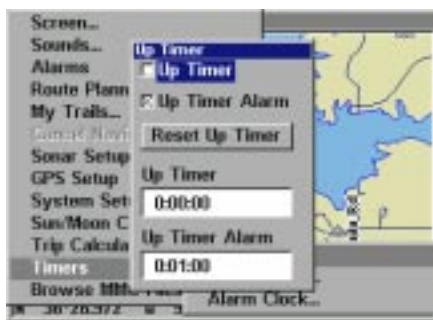 Screen...
Sounds...
Alarms
Route Plann
My Trails...
Sonar Setup
GPS Setup
System Set
Sun/Moon C
Trip Calcula
Timers
Browse
Up Timer
Up Timer
Up Timer Alarm
Reset Up Timer
Up Timer
0:00:00
Up Timer Alarm
0:01:00
Alarm Clock...